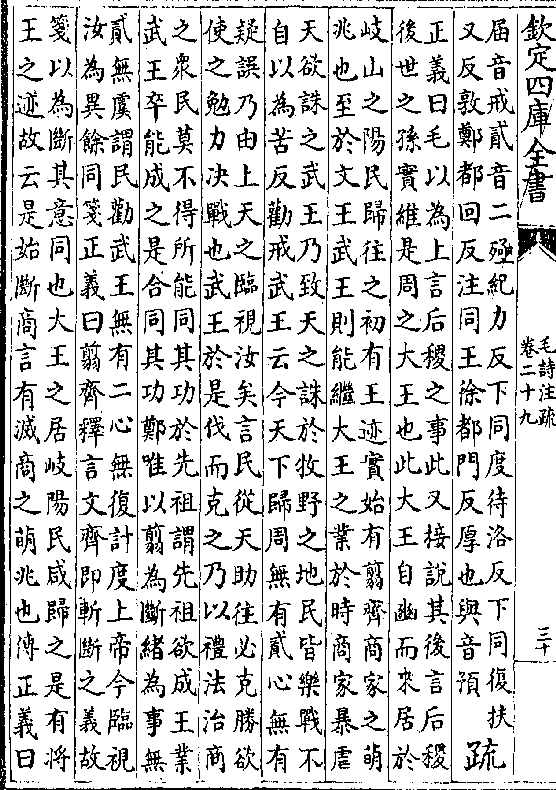 欽定四庫全書
毛詩注疏
卷二十九
三十
届音戒貳音二殛紀力反下同度待洛反下同復扶
又反敦鄭都回反注同王徐都門反厚也與音預
疏
正義曰毛以為上言后稷之事此又接說其後言后稷
後世之孫實維是周之大王也此大王自豳而來居於
岐山之陽民歸往之初有王迹實始有翦齊商家之萌
兆也至於文王武王則能繼大王之業於時商家暴虐
天欲誅之武王乃致天之誅於牧野之地民皆樂戰不
自以為苦反勸戒武王云今天下歸周無有貳心無有
疑誤乃由上天之臨視汝矣言民從天助往必克勝欲
使之勉力决戰也武王於是伐而克之乃以禮法治商
之衆民莫不得所能同其功於先祖謂先祖欲成王業
武王卒能成之是合同其功鄭唯以翦為斷緒為事無
貳無虞謂民勸武王無有二心無復計度上帝今臨視
汝為異餘同箋正義曰翦齊釋言文齊即斬斷之義故
箋以為斷其意同也大王之居岐陽民咸歸之是有將
王之迹故云是始斷商言有滅商之萌兆也傳正義曰